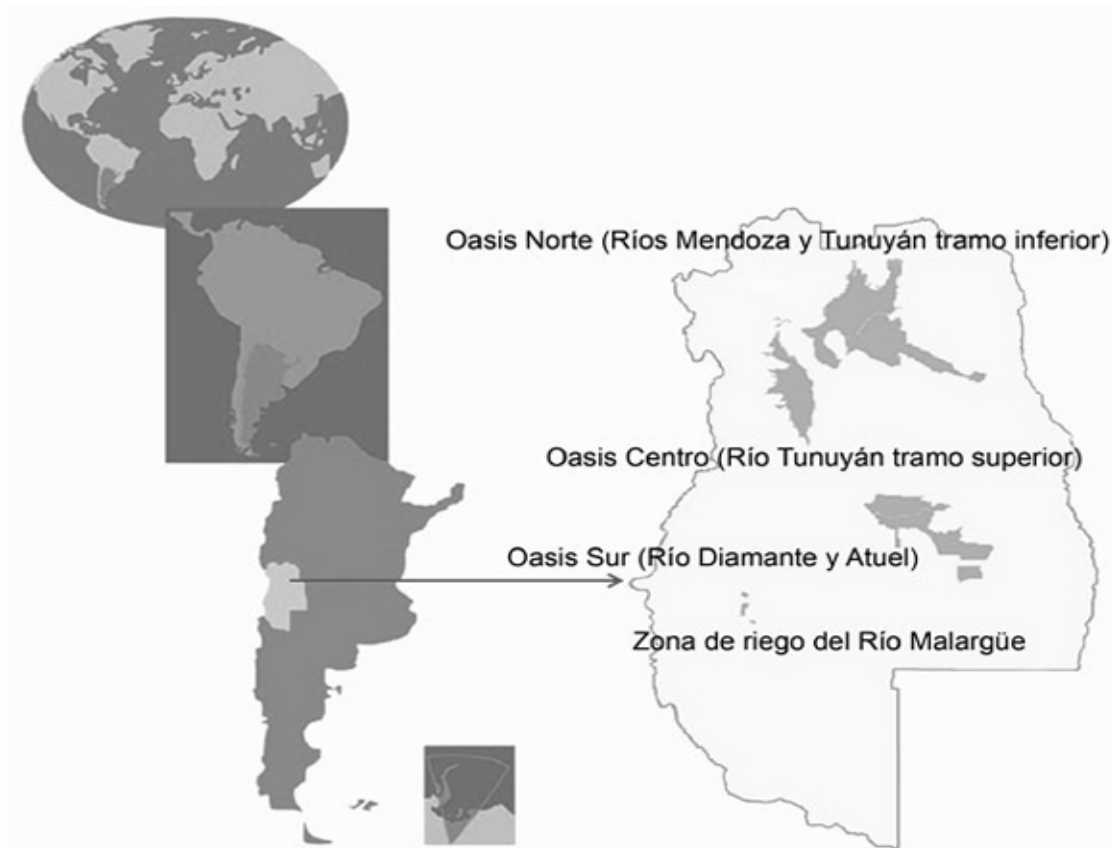 Oasis Norte (Ríos Mendoza y Tunuyán tramo inferior)
Oasis Centro (Río Tunuyán tramo superior)
Oasis Sur (Río Diamante y Atuel)
Zona de riego del Río Malargüe